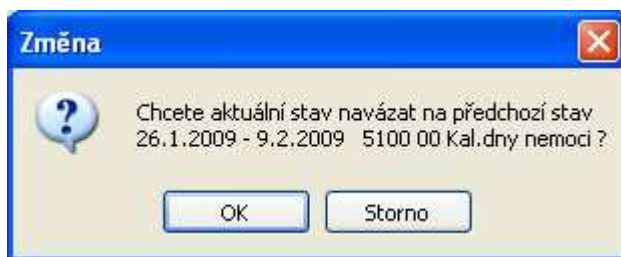 Změna
Chcete aktuální stav navázat na předchozí stav
26.1.2009 - 9.2.2009 5100 00 Kal.dny nemoci ?
OK Storno